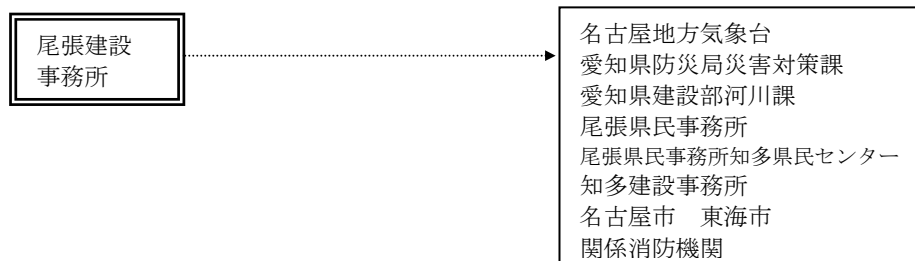 尾張建設
事務所
名古屋地方気象台
愛知県防災局災害対策課
愛知県建設部河川課
尾張県民事務所
尾張県民事務所知多県民センター
知多建設事務所
名古屋市　東海市
関係消防機関